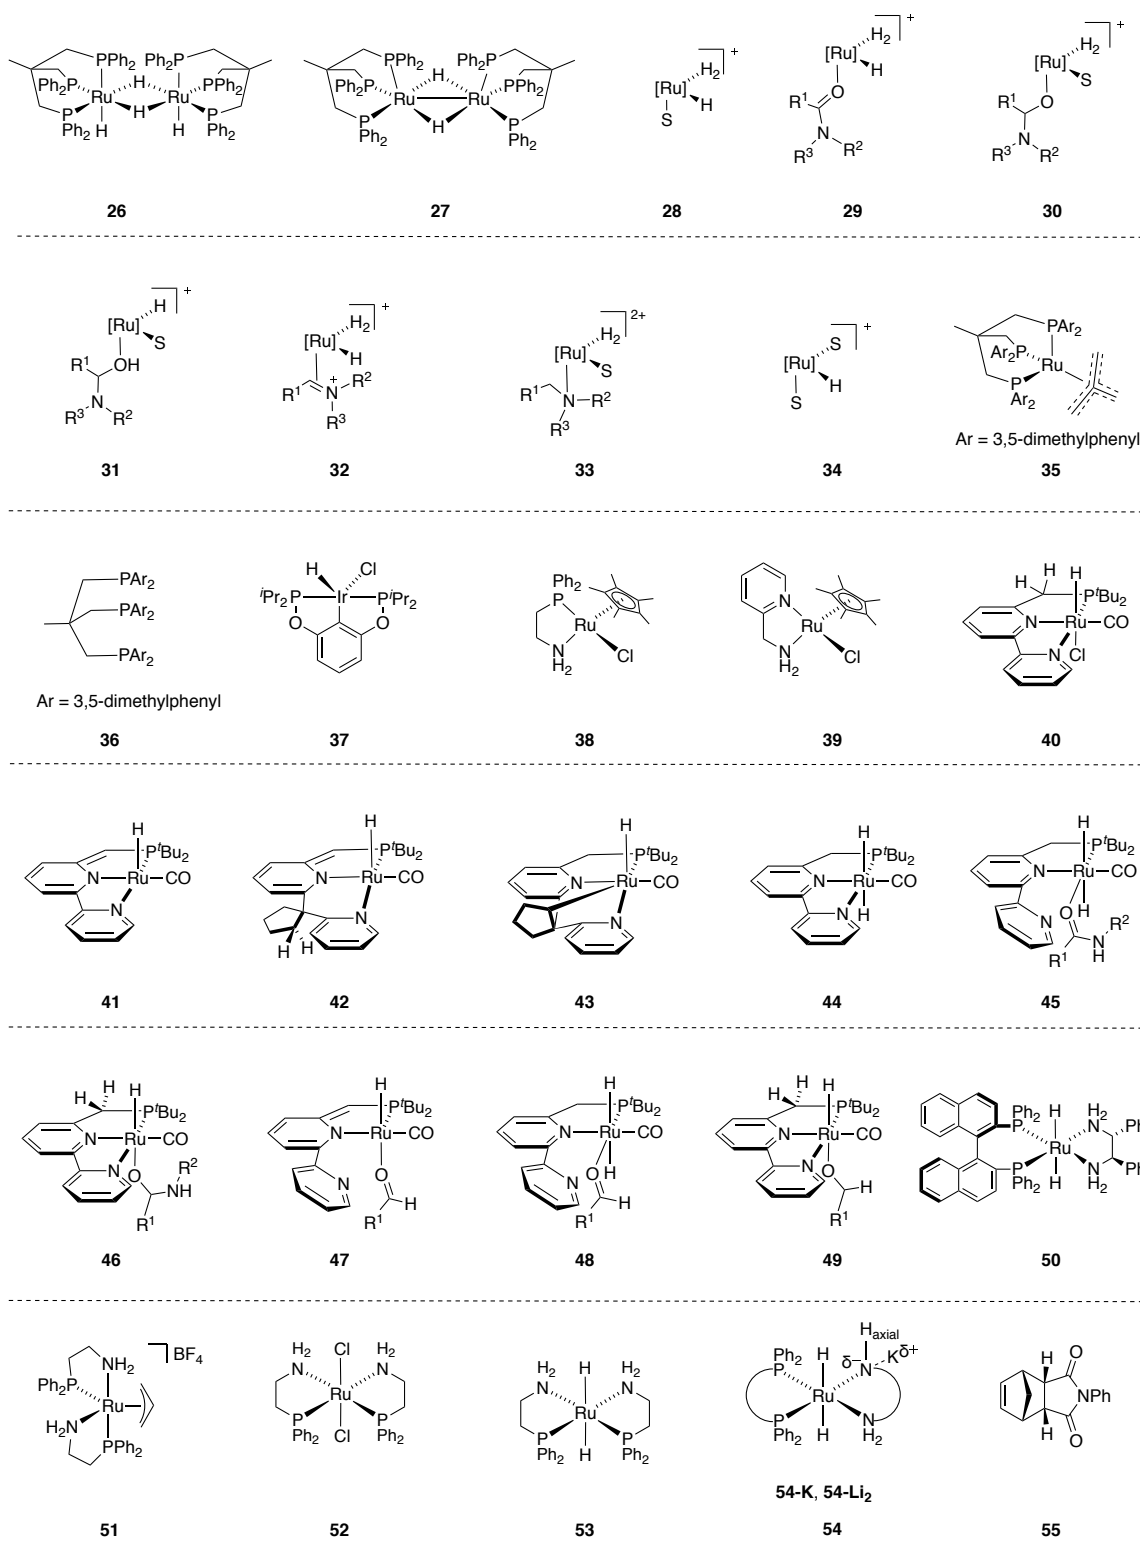 PPh2 Ph2P PPh2 Ph2P
H ]+ [Ru] H2 ]+ H2 ]+
Ph2P H PPh2 Ph2P H PPh2 H2 [Ru]
Ru Ru Ru Ru [Ru] H O S
H H R1 O R1
P H H P P H P S N N
Ph2 Ph2 Ph2 Ph2 R3 R2 R3 R2
26 27 28 29 30
H ]+ H2 ]+ H2 ]2+ S ]+ PAr2
[Ru] S [Ru] H [Ru] S [Ru] H Ar2P Ru
R1 OH R1 N+ R2 R1 N R2 S P
N R3 R3 Ar2
R3 R2
Ar = 3,5-dimethylphenyl
31 32 33 34 35
PAr2 H Cl Ph2 H H H
PAr2 iPr2P Ir PiPr2 P N PtBu2
PAr2 O O Ru Ru N Ru CO
N Cl N Cl N Cl
H2 H2
Ar = 3,5-dimethylphenyl
36 37 38 39 40
H H H H H
PtBu2 PtBu2 PtBu2 PtBu2 PtBu2
N Ru CO N Ru CO N Ru CO N Ru CO N Ru CO
N N N N H N H
H H O R2
R1 N
H
41 42 43 44 45
H H H H H H H H
PtBu2 PtBu2 PtBu2 PtBu2 Ph2 H H2
N Ru CO N Ru CO N Ru CO N Ru CO P N Ph
N O R2 N O N O H N O H Ru
NH H H P N Ph
R1 R1 R1 R1 Ph2 H H2
46 47 48 49 50
NH2 ]BF4 H2 Cl H2 H2 H H2 Haxial
Ph2P N N N N Ph2 H δ– Kδ+ H O
Ru Ru Ru P N NPh
H2N P P P P P Ru N H O
PPh2 Ph2 Cl Ph2 Ph2 H Ph2 Ph2 H H2
54-K, 54-Li2
51 52 53 54 55